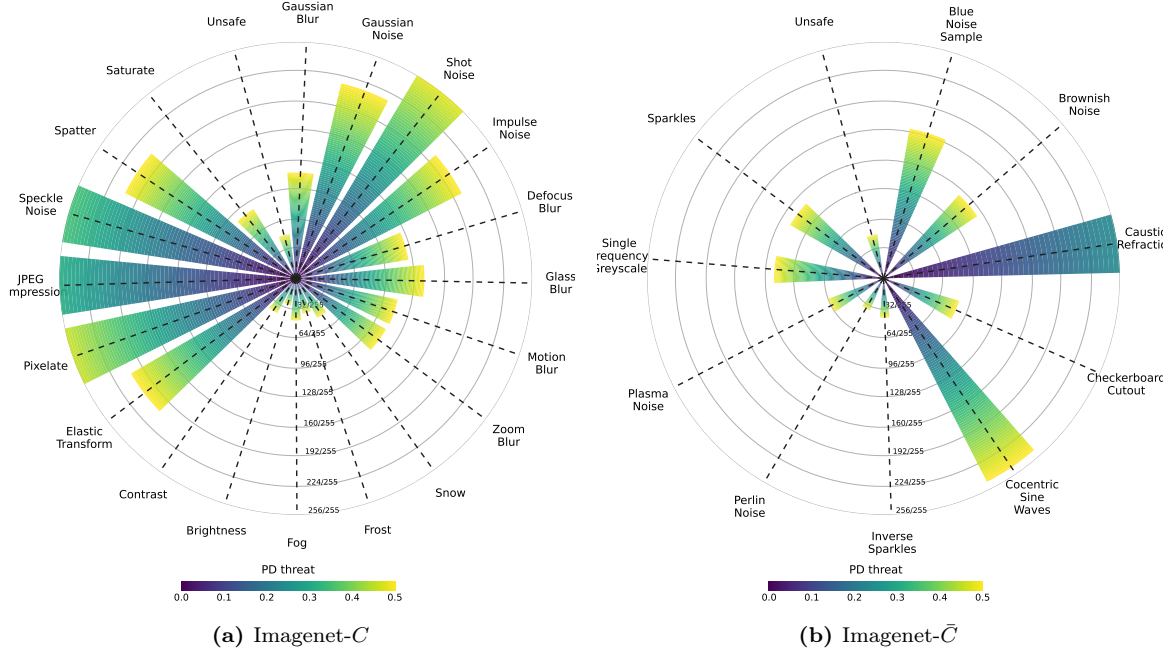 Unsafe
Gaussian
Blur
Gaussian
Noise
Shot
Noise
Impulse
Noise
Defocus
Blur
Glass
Blur
Motion
Blur
Zoom
Blur
Snow
Frost
Fog
Brightness
Contrast
Elastic
Transform
Pixelate
JPEG
mpressio
Speckle
Noise
Spatter
Saturate
32/255
64/255
96/255
128/255
160/255
192/255
224/255
256/255
PD threat
0.0 0.1 0.2 0.3 0.4 0.5
(a) Imagenet-C
Unsafe
Blue
Noise
Sample
Brownish
Noise
Caustic
Refraction
Checkerboard
Cutout
Cocentric
Sine
Waves
Inverse
Sparkles
Perlin
Noise
Plasma
Noise
Single
requency
Greyscale
Sparkles
32/255
64/255
96/255
128/255
160/255
192/255
224/255
256/255
PD threat
0.0 0.1 0.2 0.3 0.4 0.5
(b) Imagenet-C̄